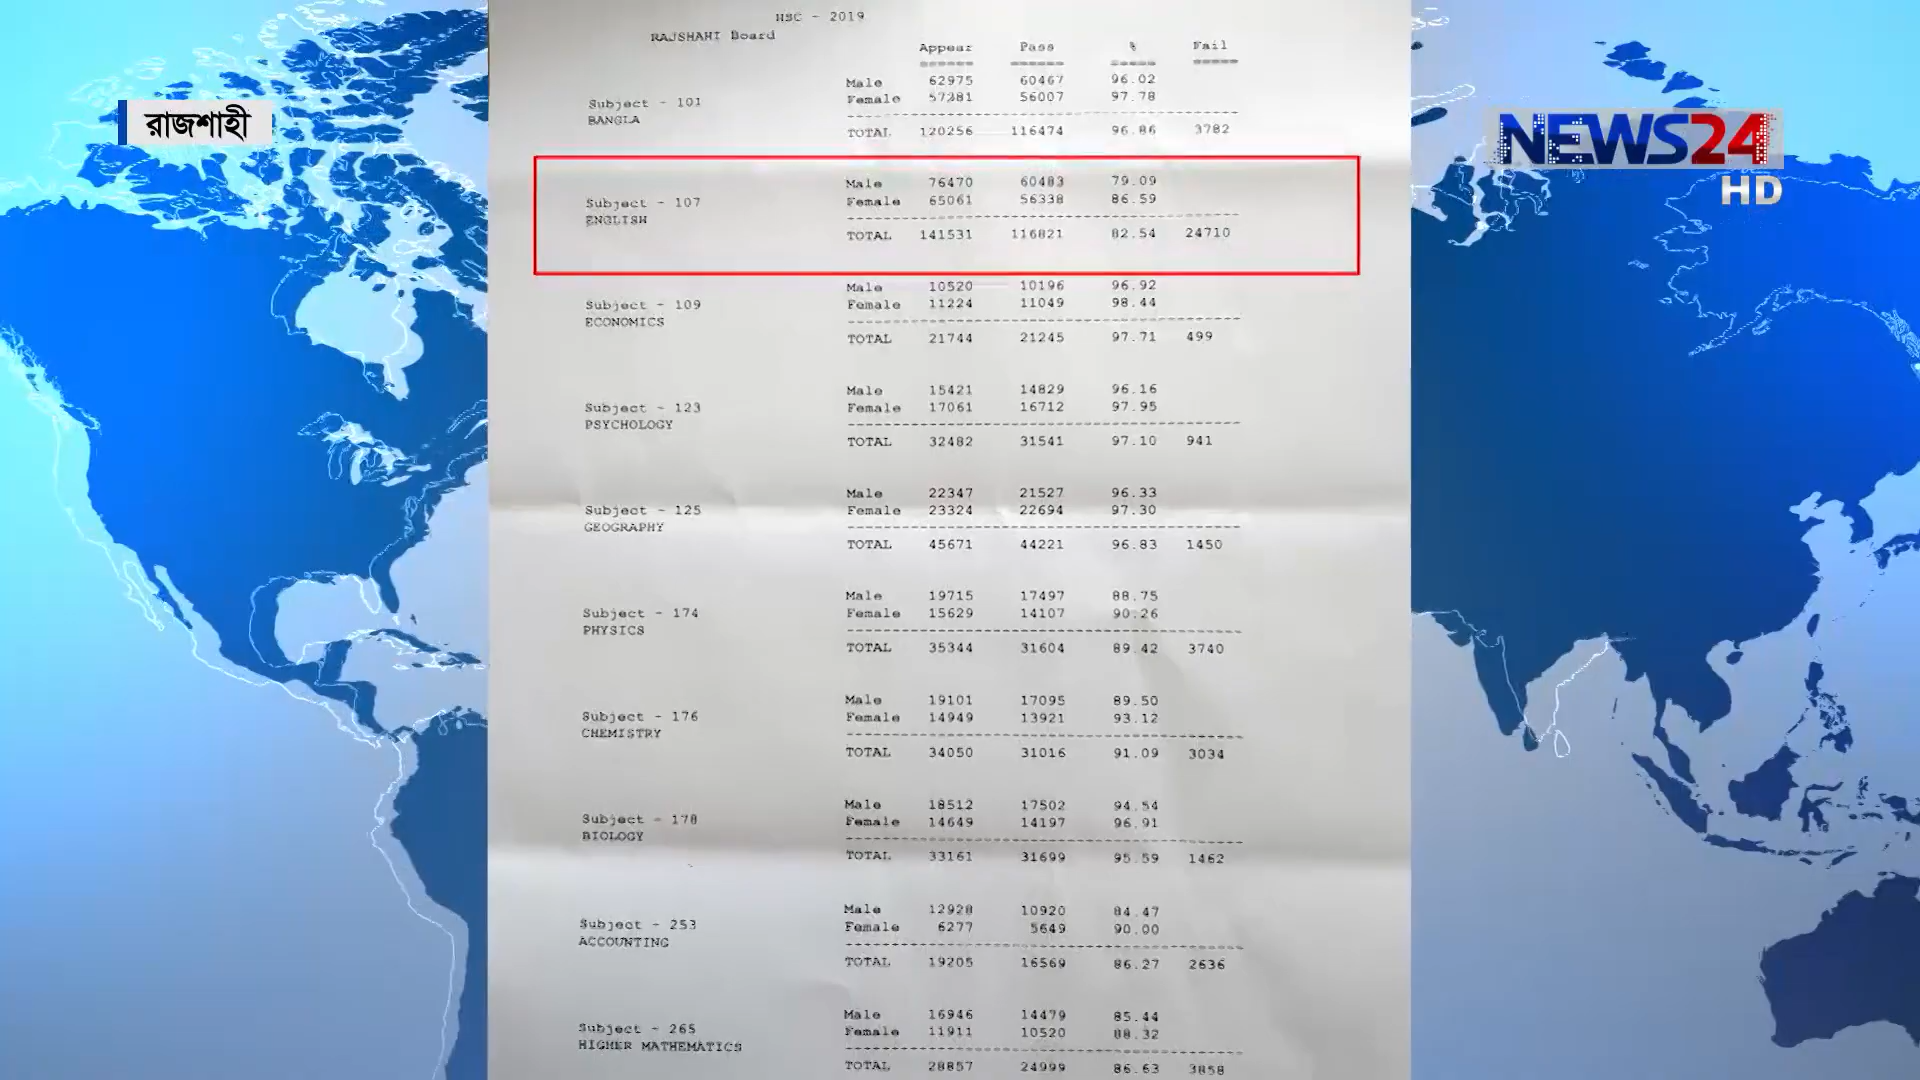 HSC - 2019
RAJSHAHI Board
Appear Pass % Fail
রাজশাহী
NEWS24
HD
Male 62975 60467 96.02
Female 57281 56007 97.78
Subject - 101
BANGLA
TOTAL 120256 116474 96.86 3782
Male 76470 60483 79.09
Female 65061 56338 86.59
Subject - 107
ENGLISH
TOTAL 141531 116821 82.54 24710
Male 10520 10196 96.92
Female 11224 11049 98.44
Subject - 109
ECONOMICS
TOTAL 21744 21245 97.71 499
Male 15421 14829 96.16
Female 17061 16712 97.95
Subject - 123
PSYCHOLOGY
TOTAL 32482 31541 97.10 941
Male 22347 21527 96.33
Female 23324 22694 97.30
Subject - 125
GEOGRAPHY
TOTAL 45671 44221 96.83 1450
Male 19715 17497 88.75
Female 15629 14107 90.26
Subject - 174
PHYSICS
TOTAL 35344 31604 89.42 3740
Male 19101 17095 89.50
Female 14949 13921 93.12
Subject - 176
CHEMISTRY
TOTAL 34050 31016 91.09 3034
Male 18512 17502 94.54
Female 14649 14197 96.91
Subject - 178
BIOLOGY
TOTAL 33161 31699 95.59 1462
Male 12928 10920 84.47
Female 6277 5649 90.00
Subject - 253
ACCOUNTING
TOTAL 19205 16569 86.27 2636
Male 16946 14479 85.44
Female 11911 10520 88.32
Subject - 265
HIGHER MATHEMATICS
TOTAL 28857 24999 86.63 3858